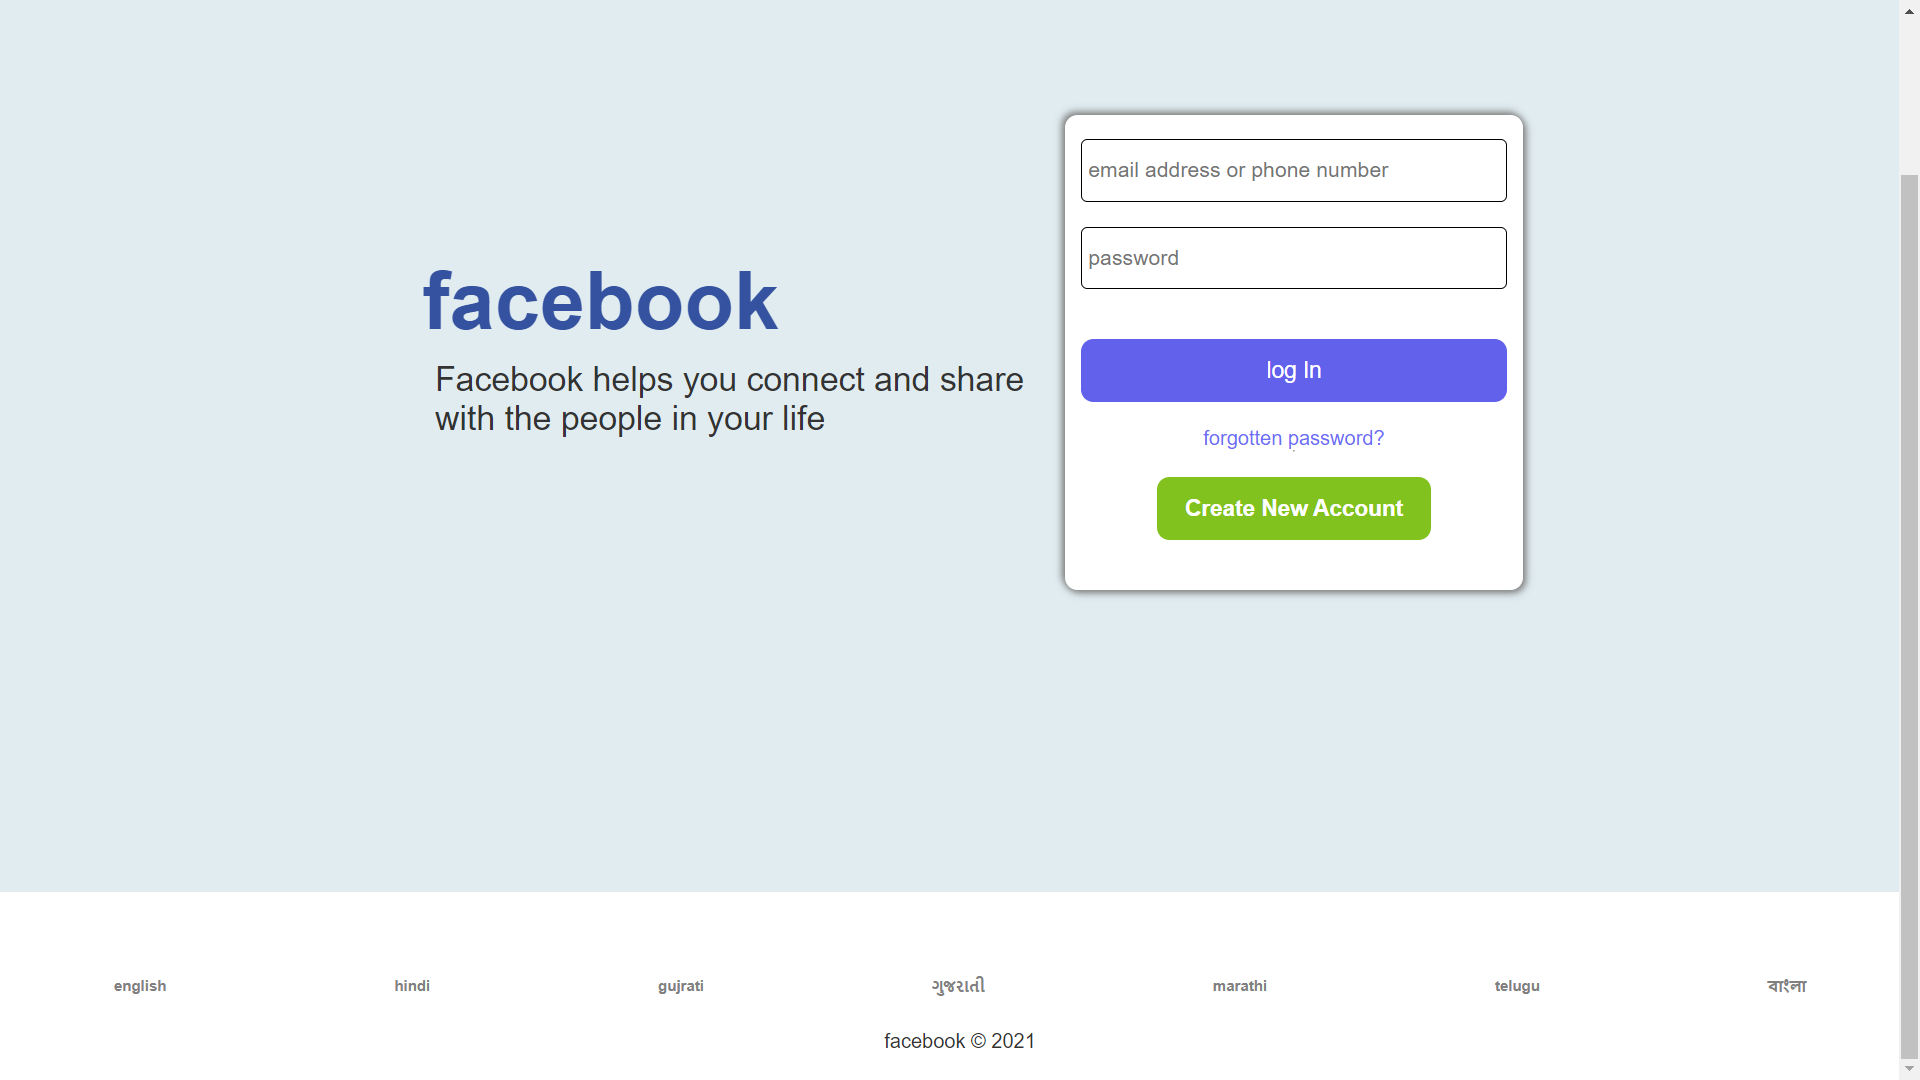 facebook
Facebook helps you connect and share
with the people in your life
email address or phone number
password
log In
forgotten password?
Create New Account
english hindi gujrati ગુજરાતી marathi telugu বাংলা
facebook © 2021